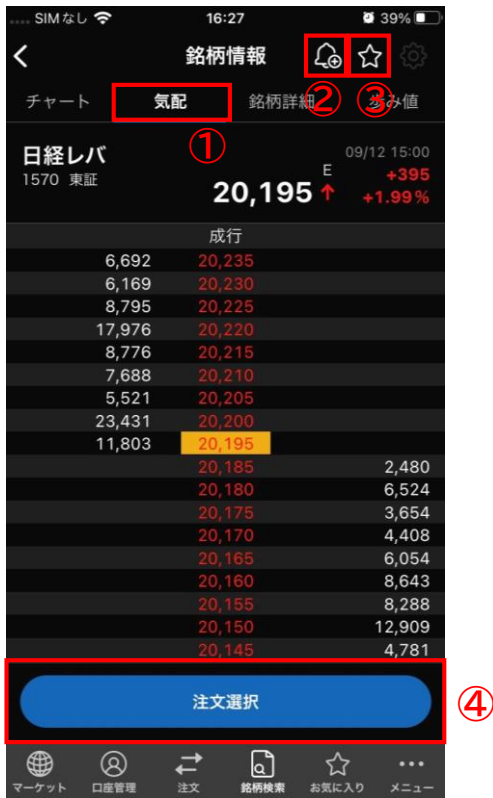 .... SIMなし 16:27 39%
銘柄情報
② ③
チャート 気配 銘柄詳細 歩み値
①
日経レバ 09/12 15:00
1570 東証 20,195 E ↑ +395
+1.99%
成行
6,692 20,235
6,169 20,230
8,795 20,225
17,976 20,220
8,776 20,215
7,688 20,210
5,521 20,205
23,431 20,200
11,803 20,195
20,185 2,480
20,180 6,524
20,175 3,654
20,170 4,408
20,165 6,054
20,160 8,643
20,155 8,288
20,150 12,909
20,145 4,781
注文選択 ④
マーケット 口座管理 注文 銘柄検索 お気に入り メニュー